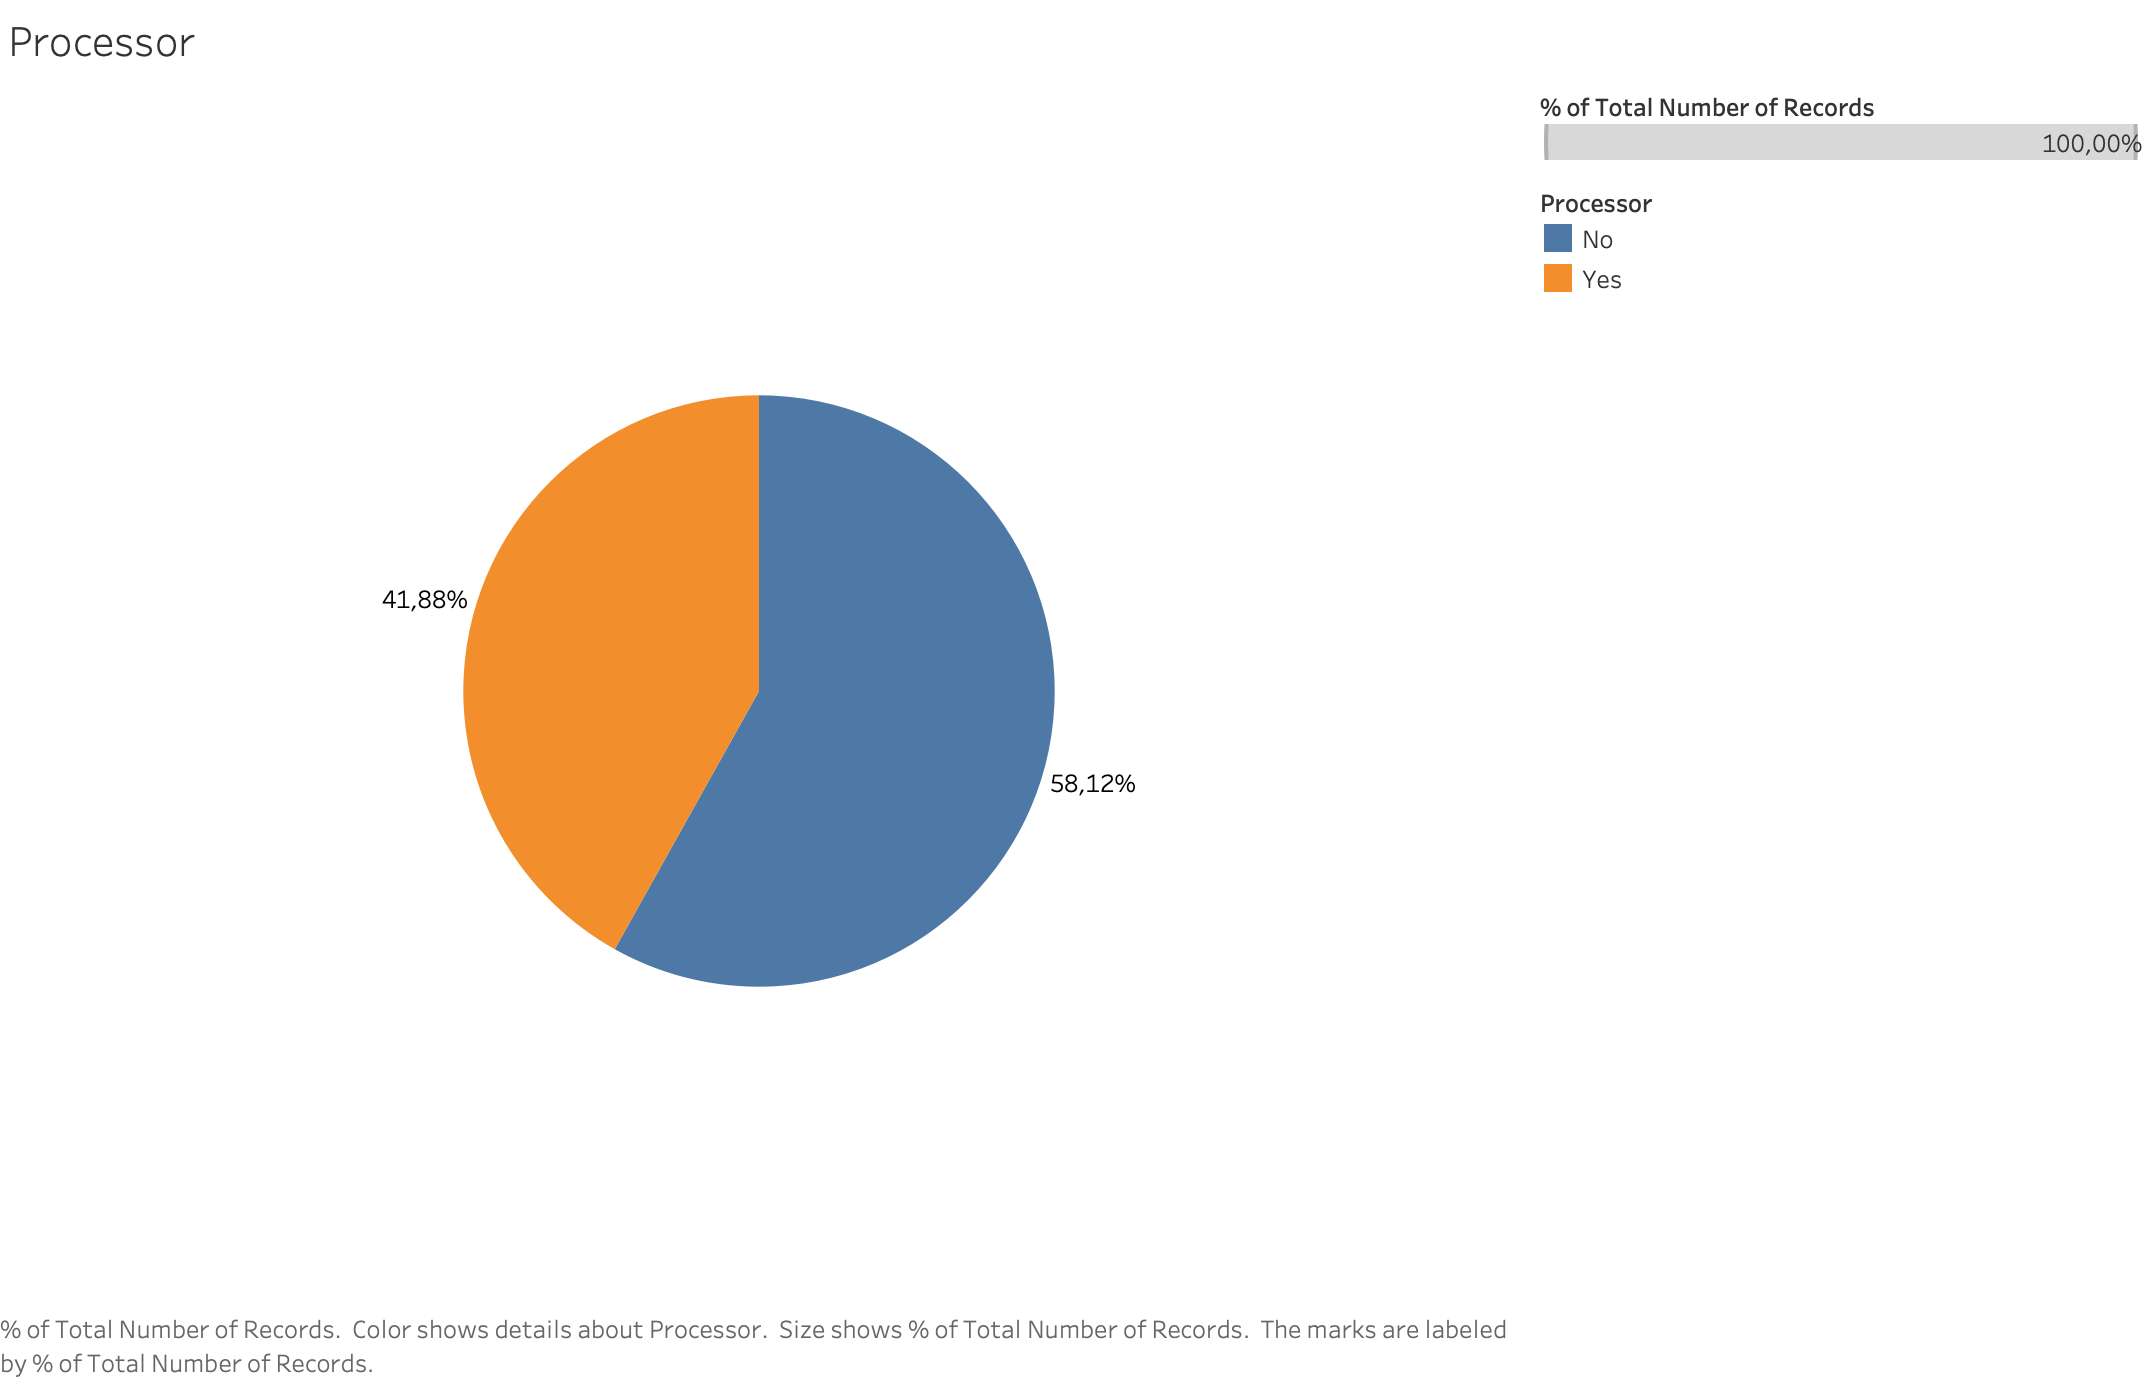 Processor
% of Total Number of Records
100,00%
Processor
No
Yes
41,88%
58,12%
% of Total Number of Records.  Color shows details about Processor.  Size shows % of Total Number of Records.  The marks are labeled
by % of Total Number of Records.